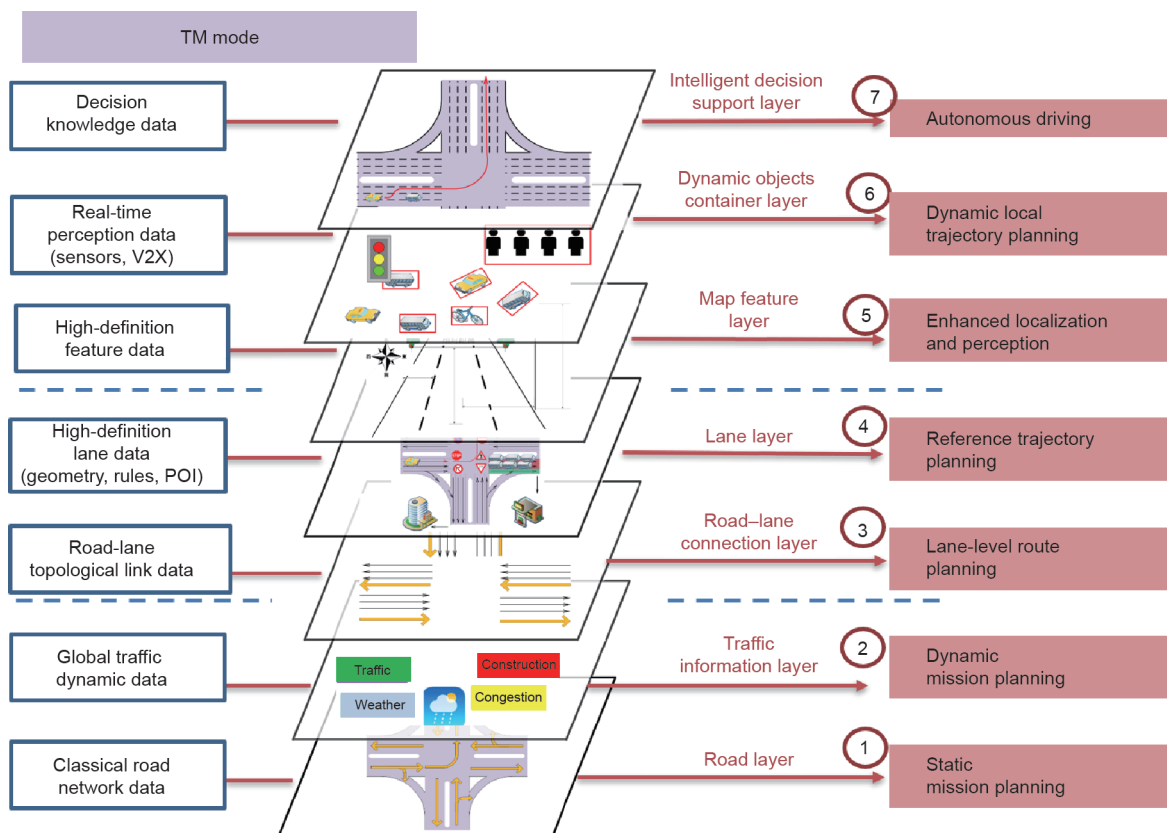 TM mode
Decision
knowledge data
Intelligent decision
support layer
7
Autonomous driving
Real-time
perception data
(sensors, V2X)
Dynamic objects
container layer
6
Dynamic local
trajectory planning
High-definition
feature data
Map feature
layer
5
Enhanced localization
and perception
High-definition
lane data
(geometry, rules, POI)
Lane layer
4
Reference trajectory
planning
Road-lane
topological link data
Road–lane
connection layer
3
Lane-level route
planning
Global traffic
dynamic data
Traffic
Construction
Weather
Congestion
Traffic
information layer
2
Dynamic
mission planning
Classical road
network data
Road layer
1
Static
mission planning